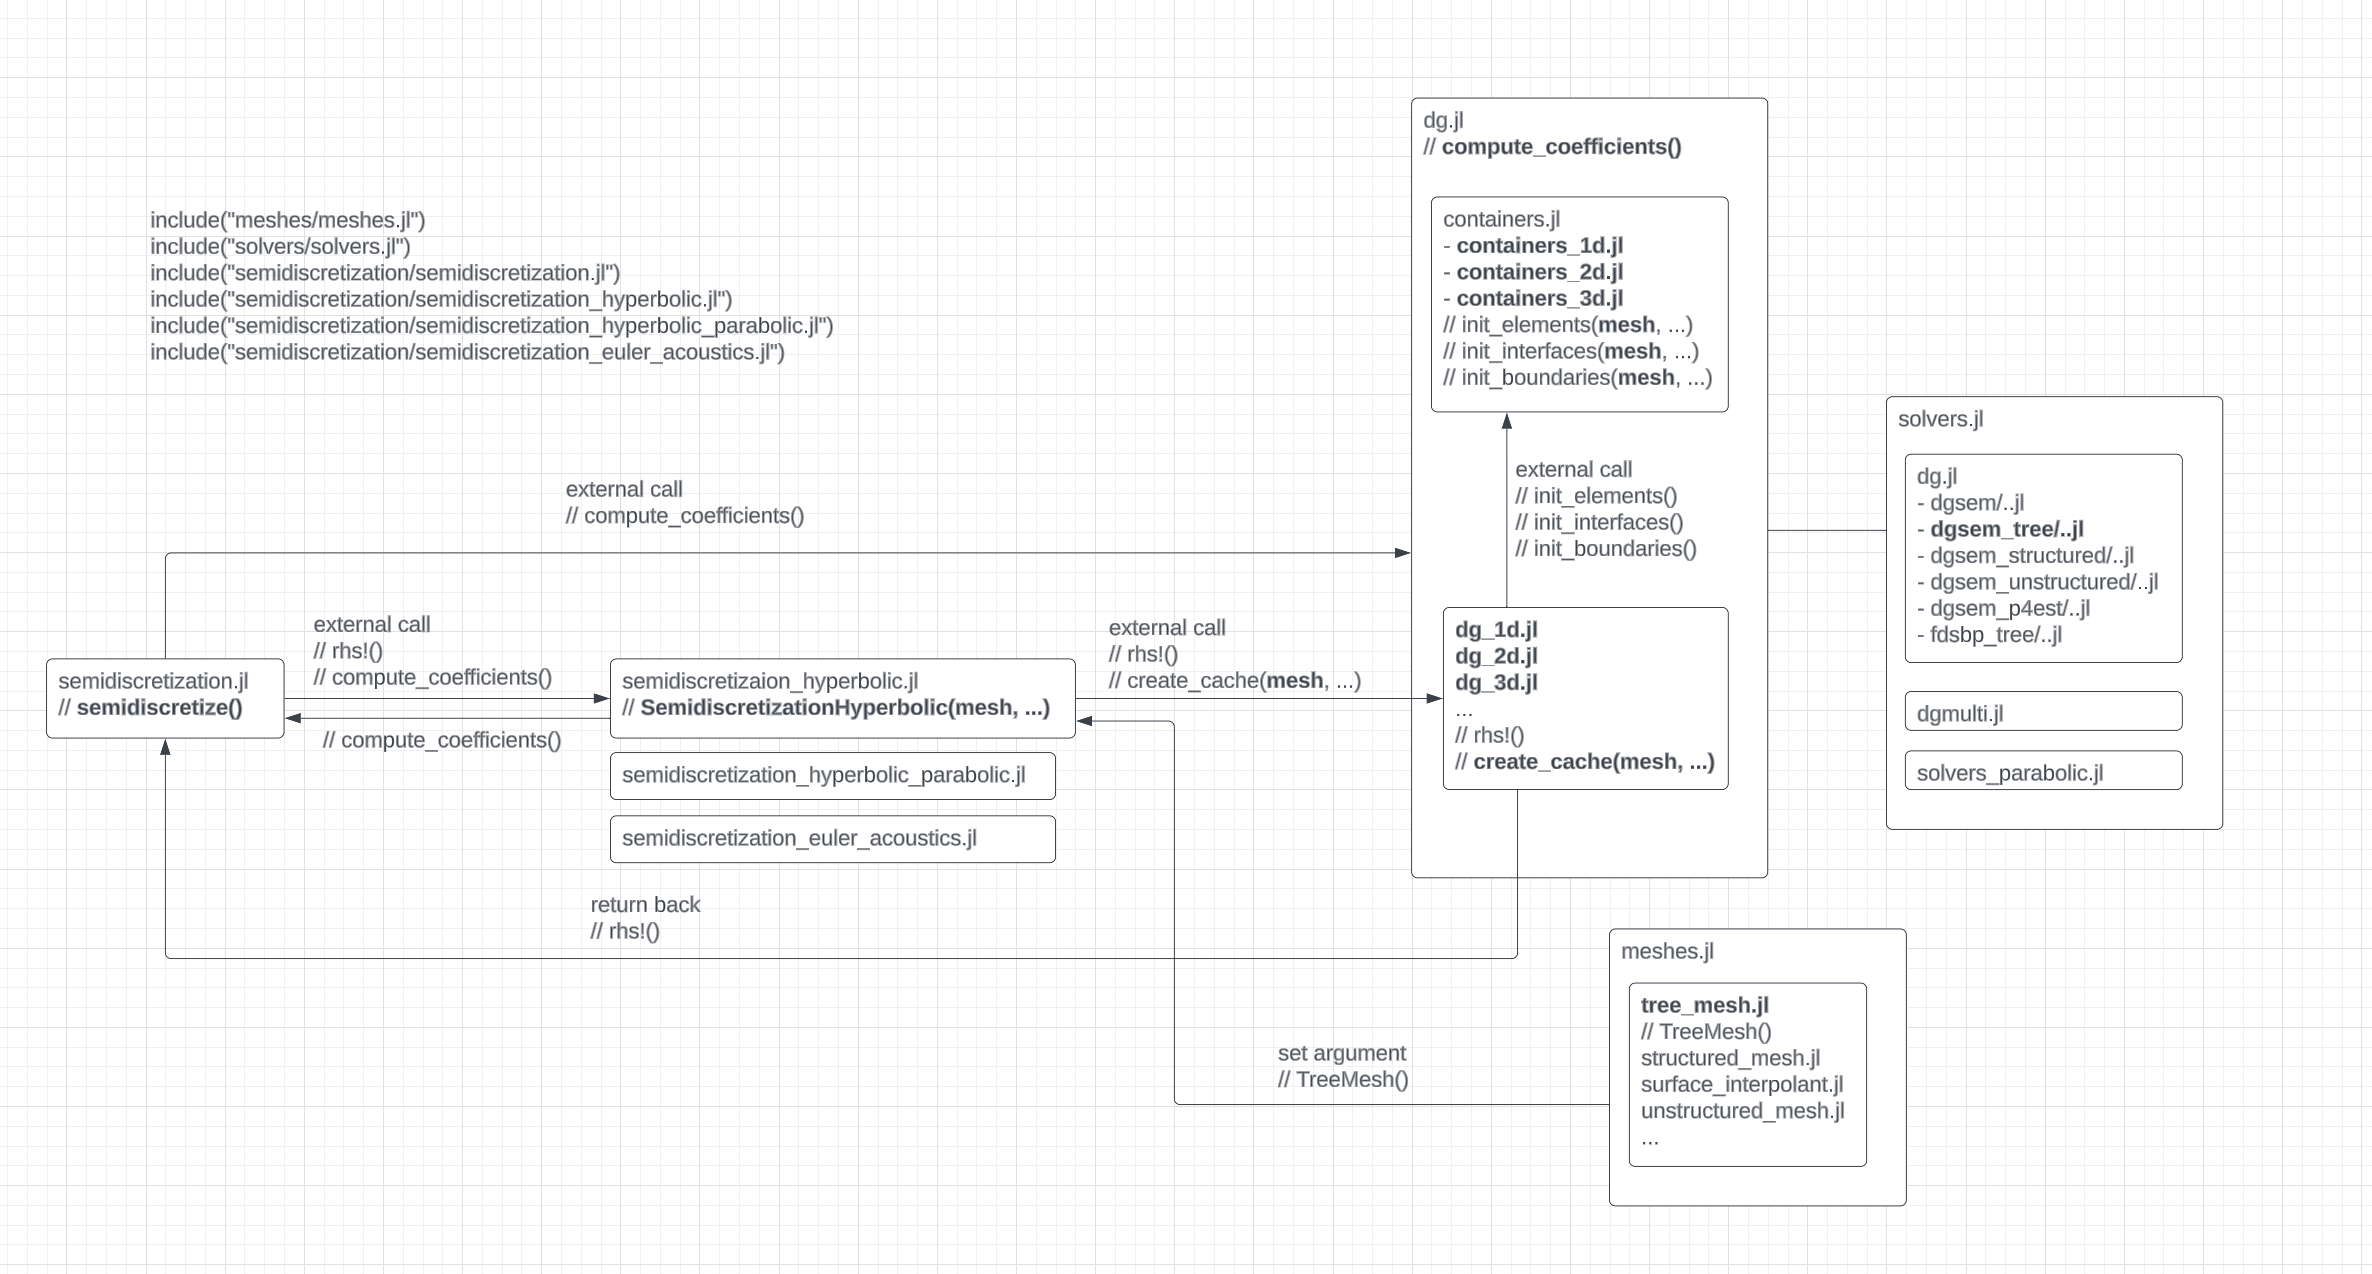 include("meshes/meshes.jl")
include("solvers/solvers.jl")
include("semidiscretization/semidiscretization.jl")
include("semidiscretization/semidiscretization_hyperbolic.jl")
include("semidiscretization/semidiscretization_hyperbolic_parabolic.jl")
include("semidiscretization/semidiscretization_euler_acoustics.jl")
external call
// compute_coefficients()
external call
// rhs!()
// compute_coefficients()
semidiscretization.jl
// semidiscretize()
// compute_coefficients()
semidiscretizaion_hyperbolic.jl
// SemidiscretizationHyperbolic(mesh, ...)
semidiscretization_hyperbolic_parabolic.jl
semidiscretization_euler_acoustics.jl
return back
// rhs!()
external call
// rhs!()
// create_cache(mesh, ...)
dg.jl
// compute_coefficients()
containers.jl
- containers_1d.jl
- containers_2d.jl
- containers_3d.jl
// init_elements(mesh, ...)
// init_interfaces(mesh, ...)
// init_boundaries(mesh, ...)
external call
// init_elements()
// init_interfaces()
// init_boundaries()
dg_1d.jl
dg_2d.jl
dg_3d.jl
...
// rhs!()
// create_cache(mesh, ...)
solvers.jl
dg.jl
- dgsem/..jl
- dgsem_tree/..jl
- dgsem_structured/..jl
- dgsem_unstructured/..jl
- dgsem_p4est/..jl
- fdsbp_tree/..jl
dgmulti.jl
solvers_parabolic.jl
set argument
// TreeMesh()
meshes.jl
tree_mesh.jl
// TreeMesh()
structured_mesh.jl
surface_interpolant.jl
unstructured_mesh.jl
...